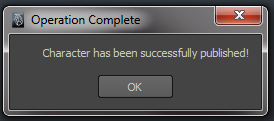 Operation Complete
Character has been successfully published!
OK